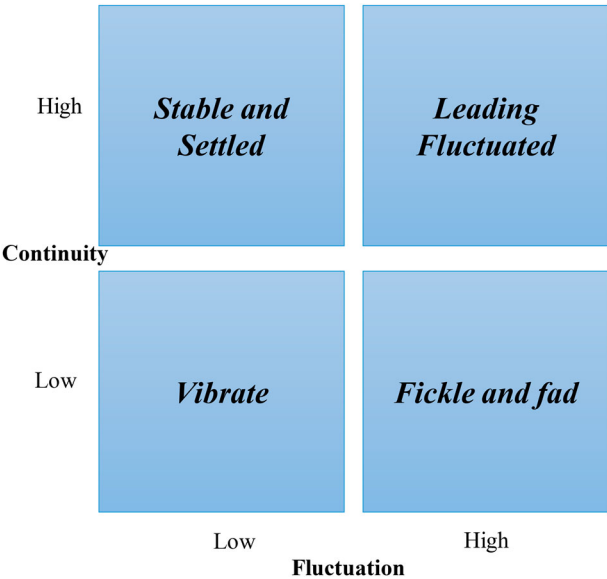 High
Stable and
Settled
Leading
Fluctuated
Continuity
Low
Vibrate
Fickle and fad
Low
High
Fluctuation